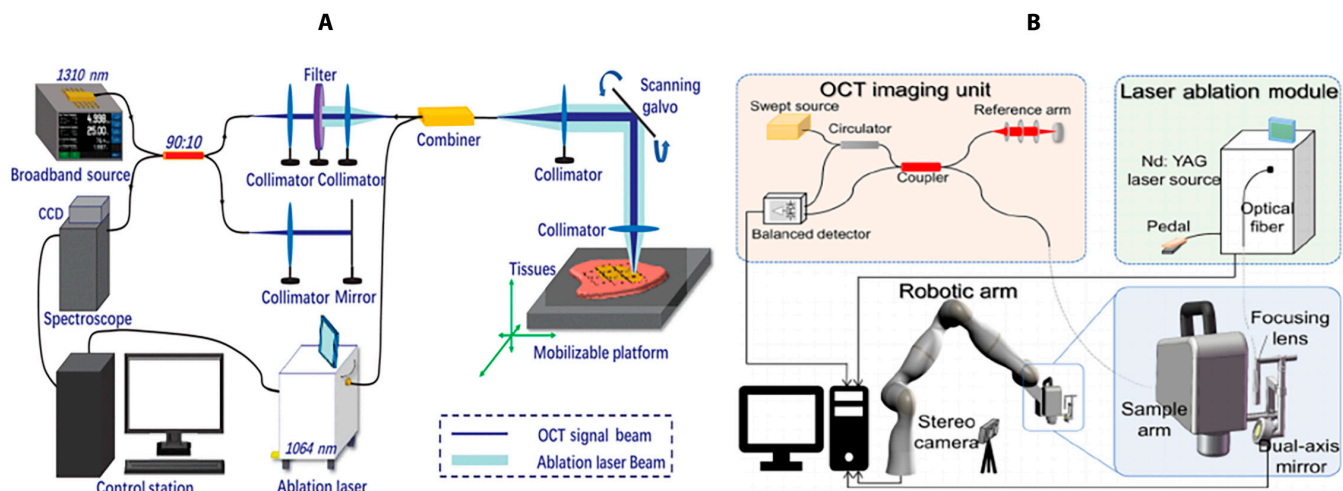 A
1310 nm
Broadband source
90:10
Filter
Collimator Collimator
Combiner
Scanning
galvo
Collimator
CCD
Spectroscope
Collimator
Mirror
Collimator
Tissues
Mobilizable platform
Control station
1064 nm
Ablation laser
OCT signal beam
Ablation laser Beam
B
OCT imaging unit
Swept source
Circulator
Reference arm
Coupler
Balanced detector
Laser ablation module
Nd: YAG
laser source
Optical
fiber
Pedal
Robotic arm
Stereo
camera
Focusing
lens
Sample
arm
Dual-axis
mirror